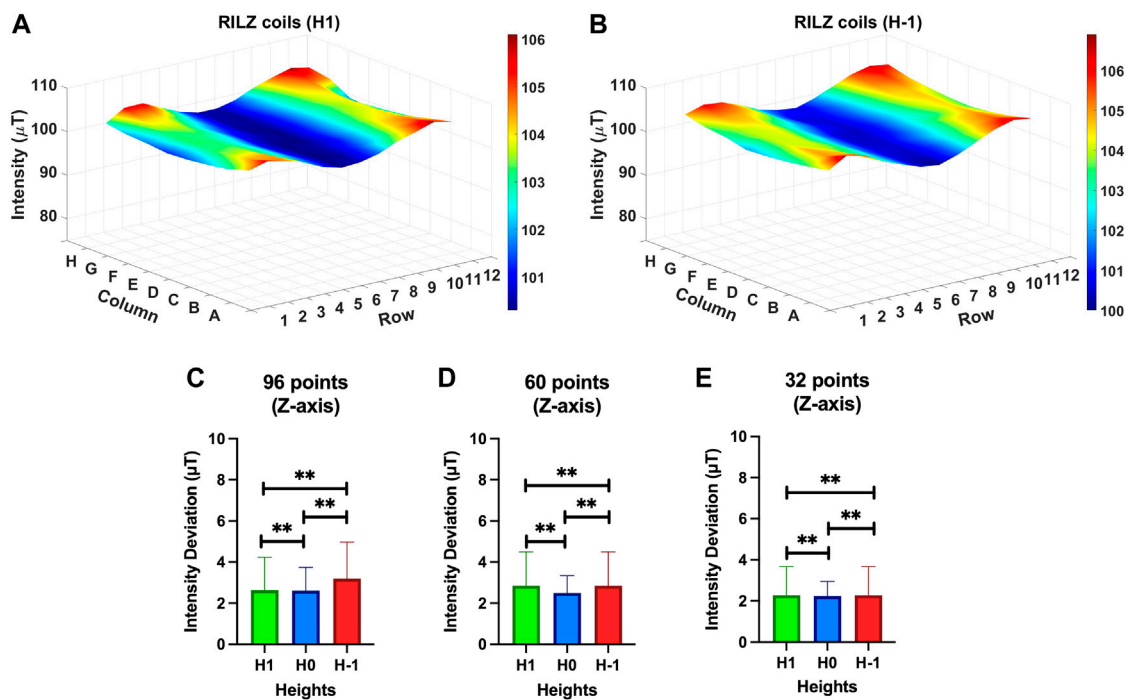 A
RILZ coils (H1)
110
100
90
80
Intensity (μT)
H
G
F
E
D
C
B
A
Column
1
2
3
4
5
6
7
8
9
10
11
12
Row
106
105
104
103
102
101
B
RILZ coils (H-1)
110
100
90
80
Intensity (μT)
H
G
F
E
D
C
B
A
Column
1
2
3
4
5
6
7
8
9
10
11
12
Row
106
105
104
103
102
101
100
C
96 points
(Z-axis)
Intensity Deviation (μT)
10
8
6
4
2
0
**
**
**
H1
H0
H-1
Heights
D
60 points
(Z-axis)
Intensity Deviation (μT)
10
8
6
4
2
0
**
**
**
H1
H0
H-1
Heights
E
32 points
(Z-axis)
Intensity Deviation (μT)
10
8
6
4
2
0
**
**
**
H1
H0
H-1
Heights